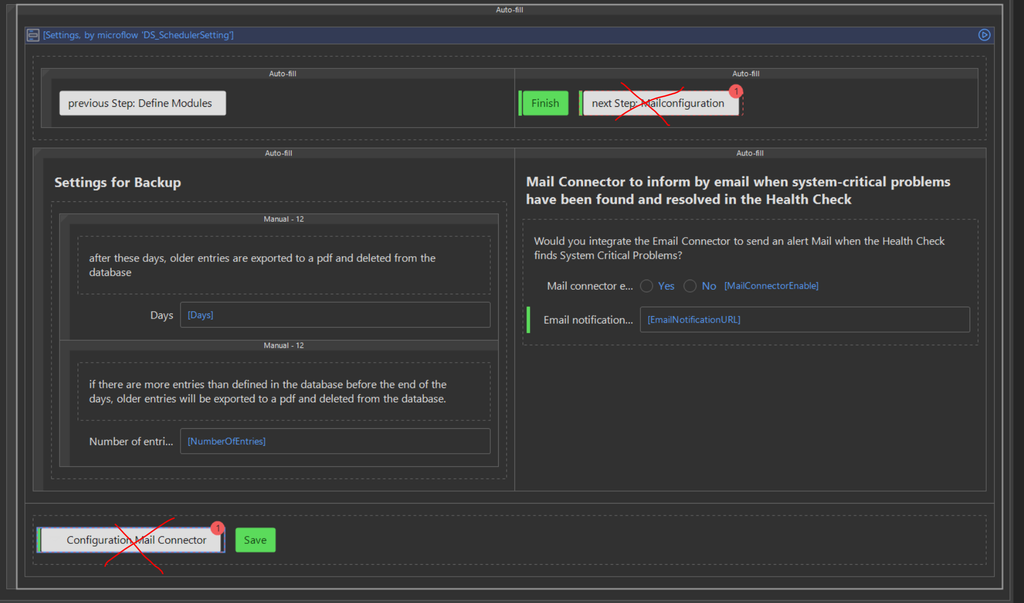 Auto-fill
[Settings, by microflow 'DS_SchedulerSetting']
Auto-fill
Auto-fill
previous Step: Define Modules
Finish
next Step: Mailconfiguration
1
Auto-fill
Auto-fill
Settings for Backup
Manual - 12
after these days, older entries are exported to a pdf and deleted from the
database
Days
[Days]
Manual - 12
if there are more entries than defined in the database before the end of the
days, older entries will be exported to a pdf and deleted from the database.
Number of entri...
[NumberOfEntries]
Mail Connector to inform by email when system-critical problems
have been found and resolved in the Health Check
Would you integrate the Email Connector to send an alert Mail when the Health Check
finds System Critical Problems?
Mail connector e...
Yes
No
[MailConnectorEnable]
Email notification...
[EmailNotificationURL]
Configuration Mail Connector
1
Save